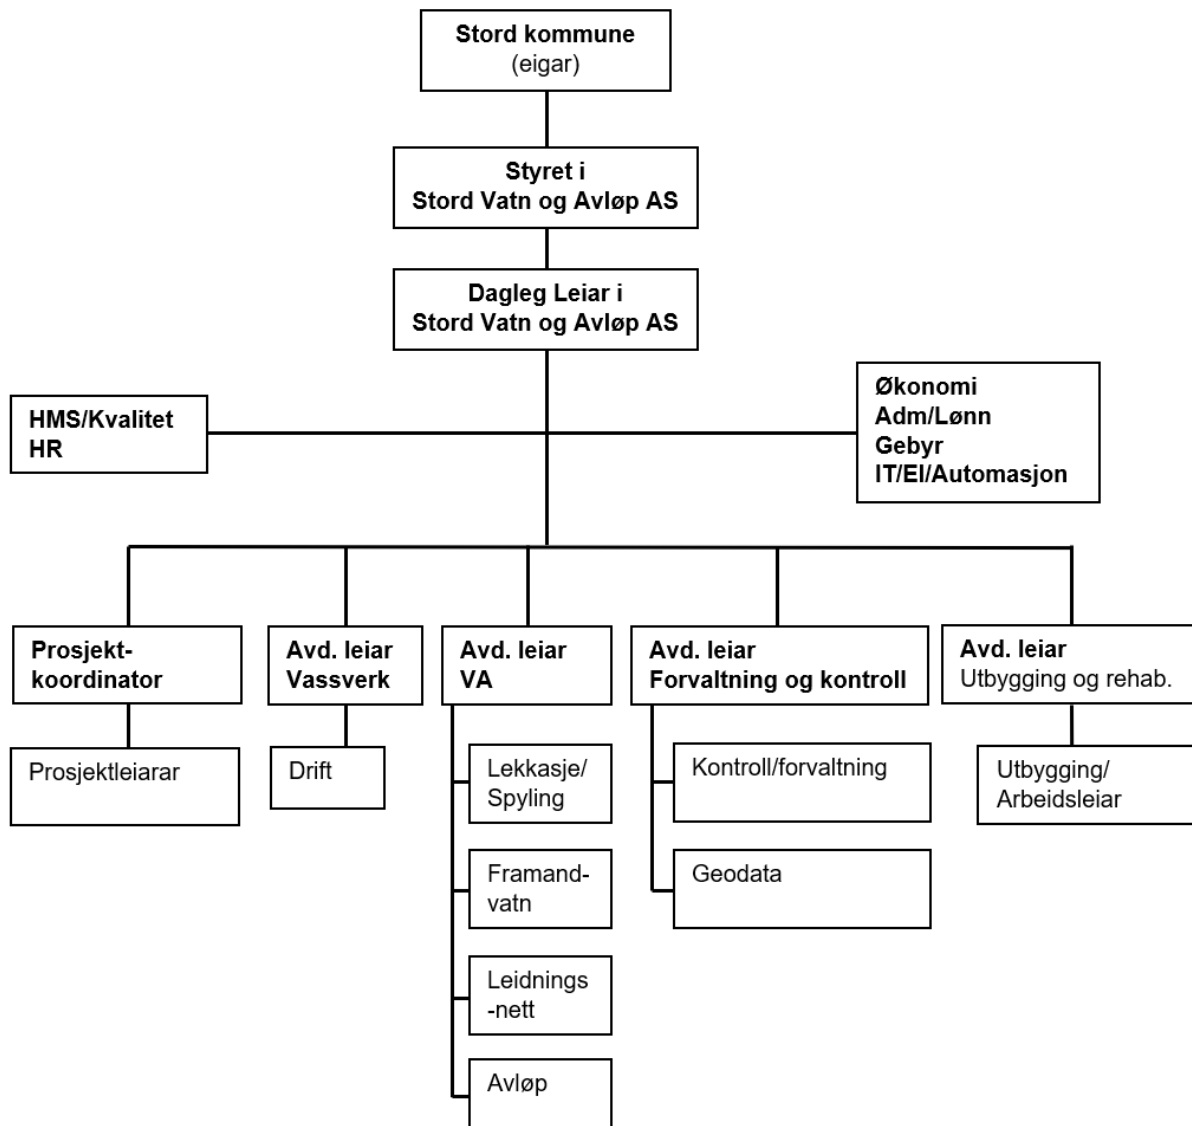 Stord kommune
(eigar)
Styret i
Stord Vatn og Avløp AS
Dagleg Leiar i
Stord Vatn og Avløp AS
HMS/Kvalitet
HR
Økonomi
Adm/Lønn
Gebyr
IT/El/Automasjon
Prosjekt-
koordinator
Avd. leiar
Vassverk
Avd. leiar
VA
Avd. leiar
Forvaltning og kontroll
Avd. leiar
Utbygging og rehab.
Prosjektleiarar
Drift
Lekkasje/
Spyling
Framand-
vatn
Leidnings
-nett
Avløp
Kontroll/forvaltning
Geodata
Utbygging/
Arbeidsleiar